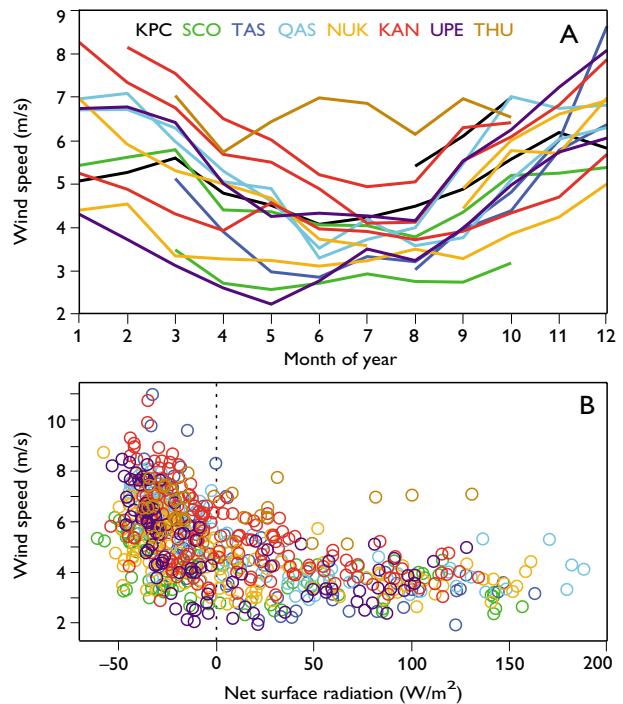 9
KPC SCO TAS QAS NUK KAN UPE THU
A
8
7
6
5
4
3
2
Wind speed (m/s)
1 2 3 4 5 6 7 8 9 10 11 12
Month of year
B
10
8
6
4
2
Wind speed (m/s)
−50 0 50 100 150 200
Net surface radiation (W/m²)